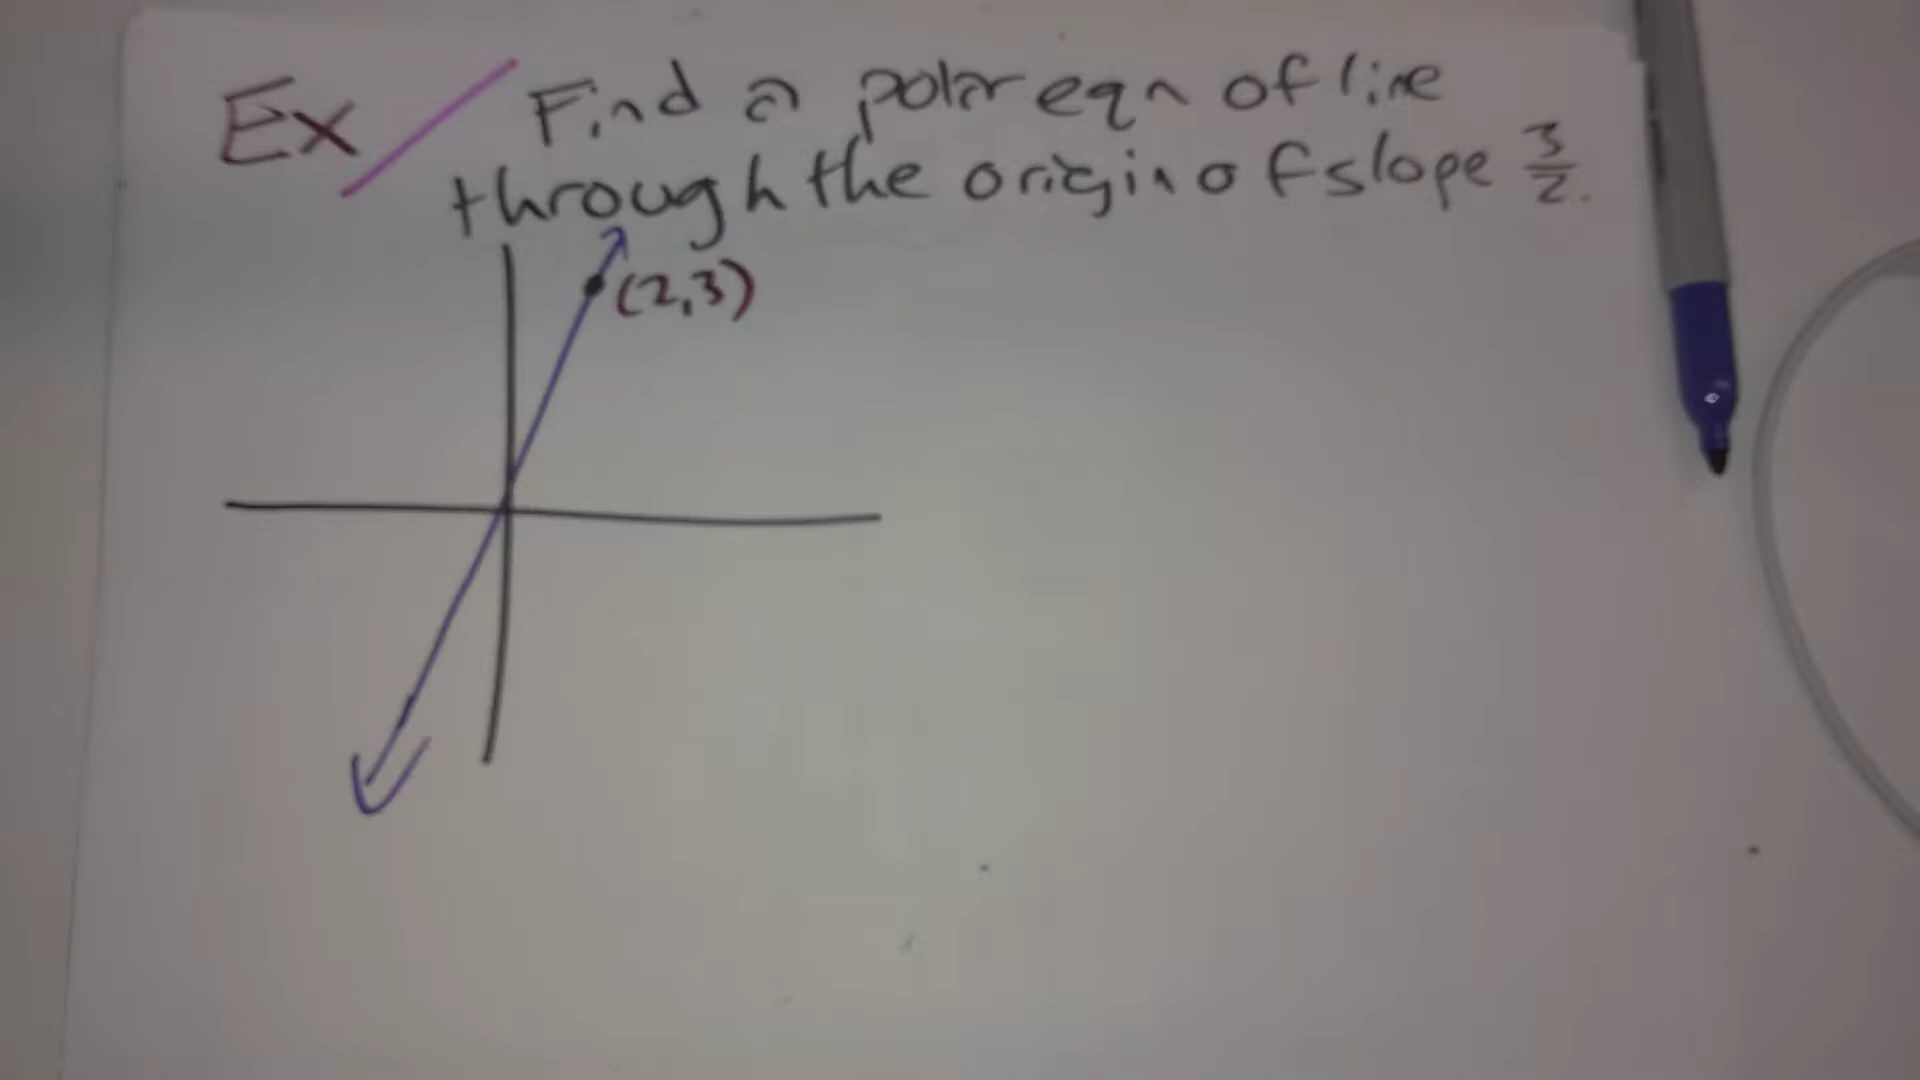 Ex/ Find a polar eqn of line
through the origin of slope 3/2.
(2,3)